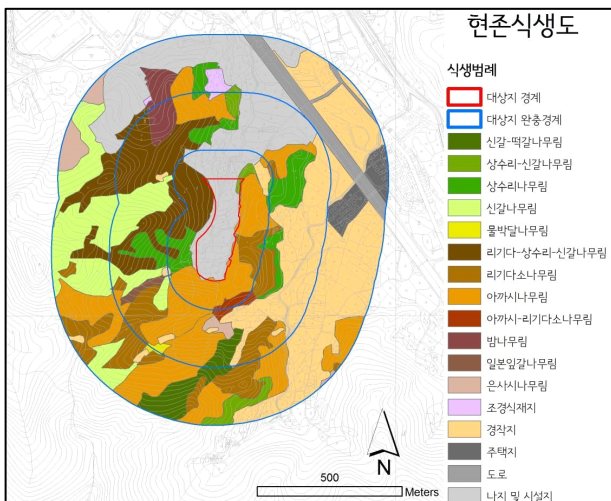 현존식생도
식생범례
대상지 경계
대상지 완충경계
신갈-떡갈나무림
상수리-신갈나무림
상수리나무림
신갈나무림
물박달나무림
리기다-상수리-신갈나무림
리기다소나무림
아까시나무림
아까시-리기다소나무림
밤나무림
일본잎갈나무림
은사시나무림
조경식재지
경작지
주택지
도로
나지 및 시설지
N
500
Meters